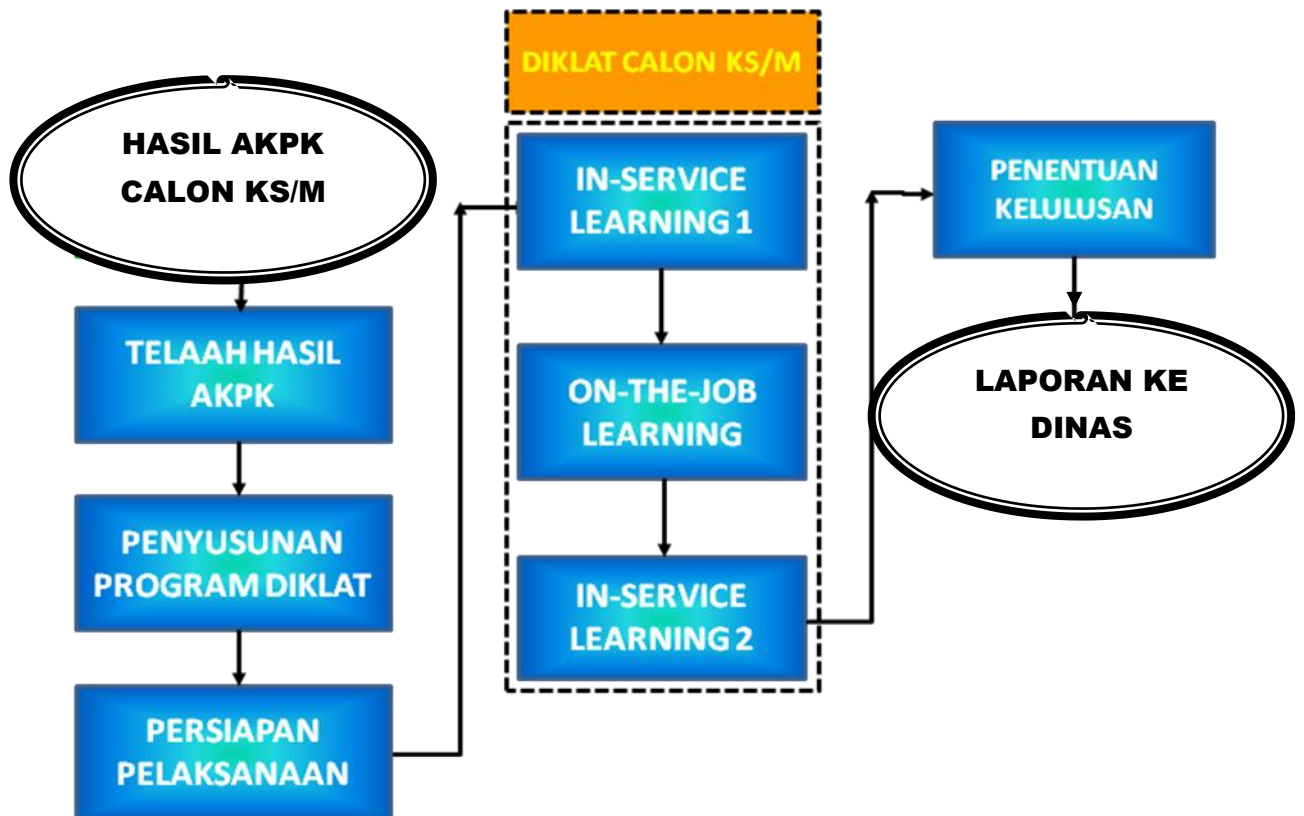 HASIL AKPK
CALON KS/M
TELAAH HASIL
AKPK
PENYUSUNAN
PROGRAM DIKLAT
PERSIAPAN
PELAKSANAAN
DIKLAT CALON KS/M
IN-SERVICE
LEARNING 1
ON-THE-JOB
LEARNING
IN-SERVICE
LEARNING 2
PENENTUAN
KELULUSAN
LAPORAN KE
DINAS